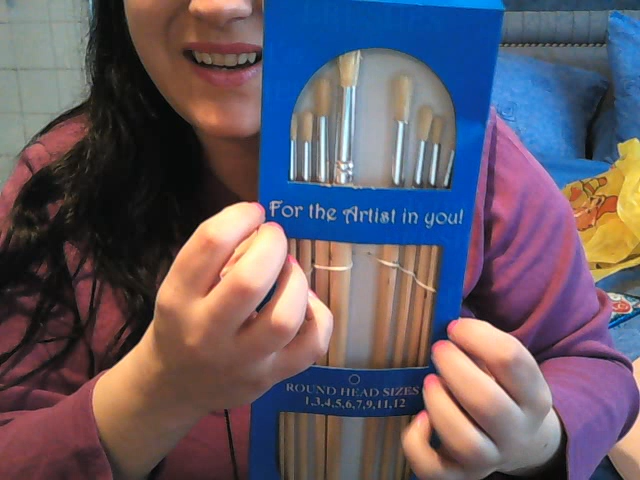 For the Artist in you!
ROUND HEAD SIZES
1,3,4,5,6,7,9,11,12